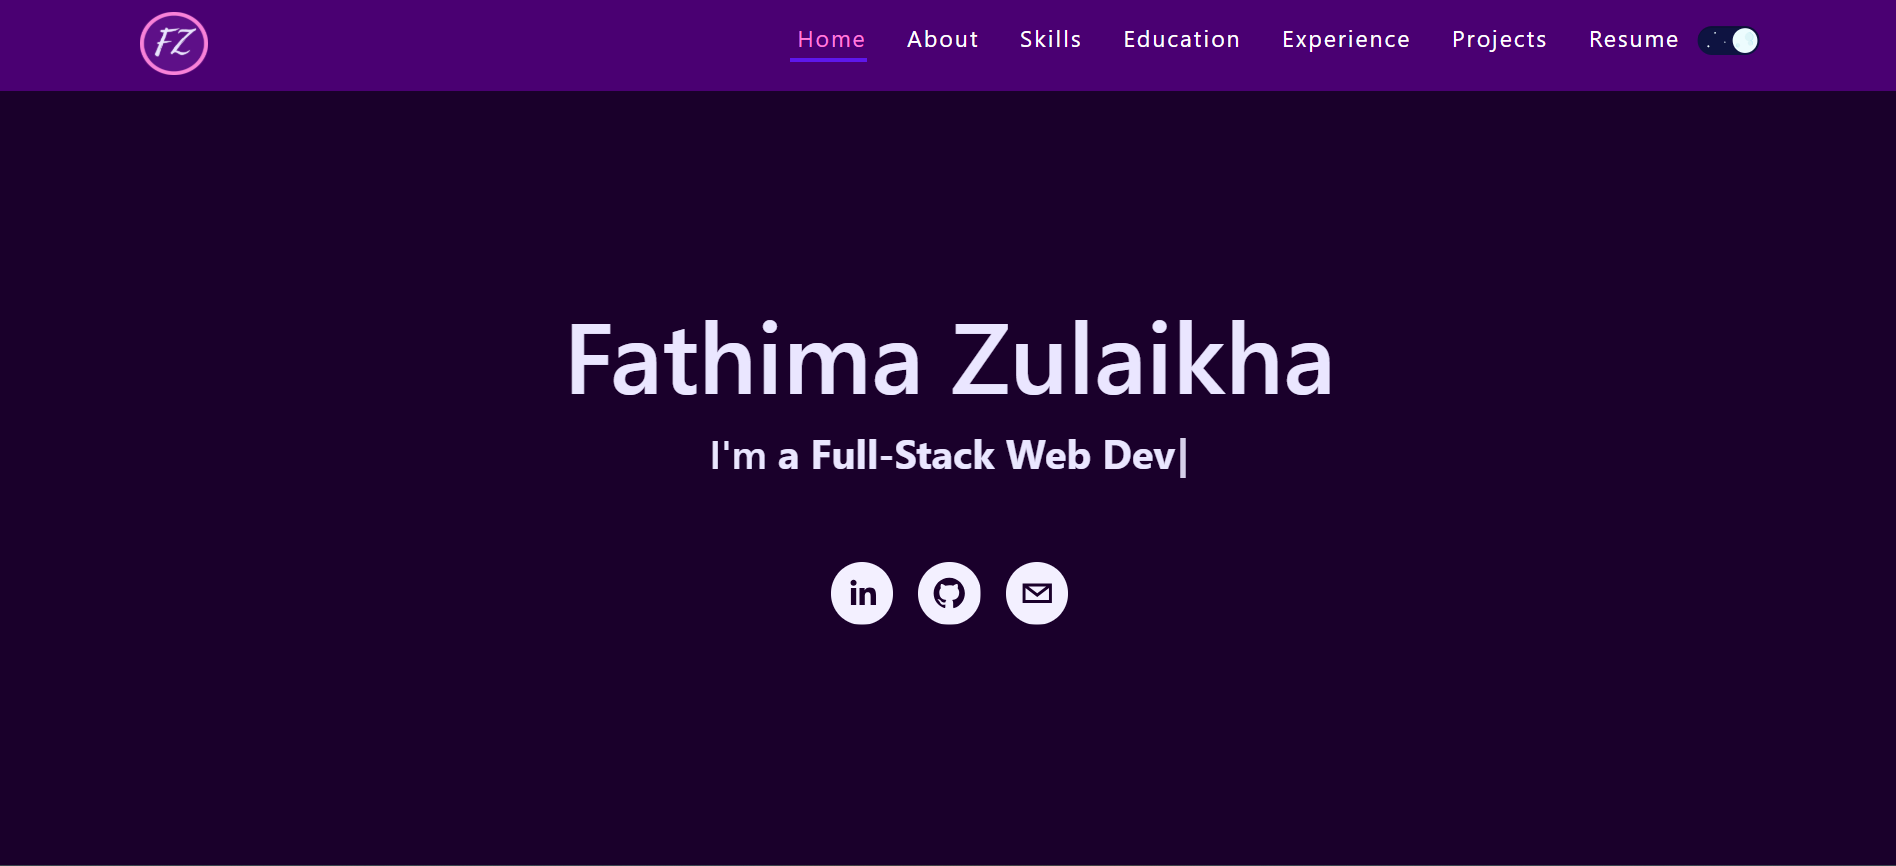 FZ
Home About Skills Education Experience Projects Resume
Fathima Zulaikha
I'm a Full-Stack Web Dev|
in